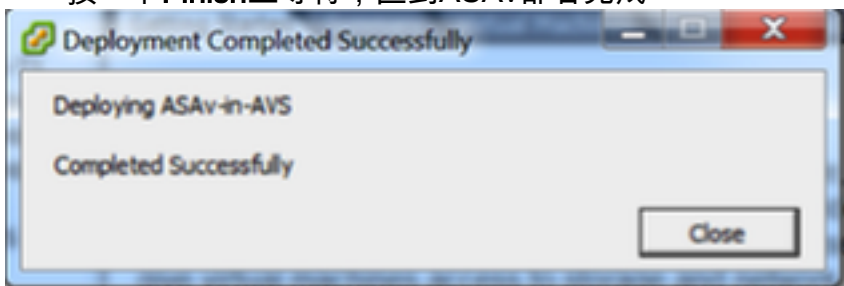 Deployment Completed Successfully
Deploying ASAv-in-AVS
Completed Successfully
Close